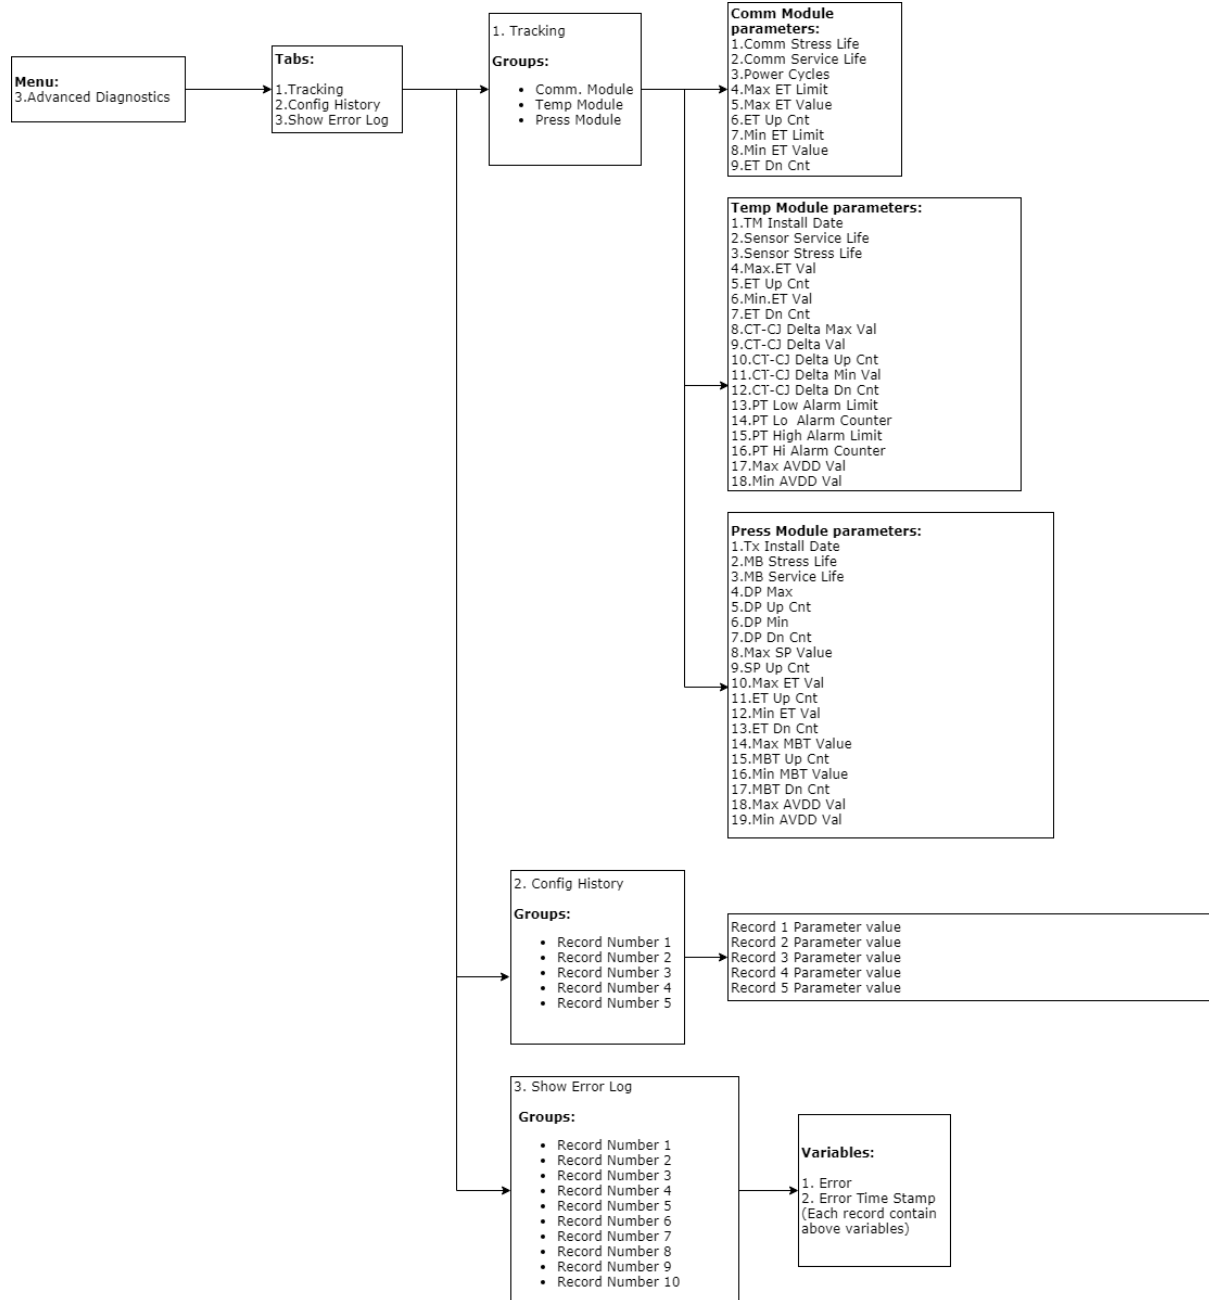 Menu:
3.Advanced Diagnostics
Tabs:
1.Tracking
2.Config History
3.Show Error Log
1. Tracking
Groups:
• Comm. Module
• Temp Module
• Press Module
Comm Module
parameters:
1.Comm Stress Life
2.Comm Service Life
3.Power Cycles
4.Max ET Limit
5.Max ET Value
6.ET Up Cnt
7.Min ET Limit
8.Min ET Value
9.ET Dn Cnt
Temp Module parameters:
1.TM Install Date
2.Sensor Service Life
3.Sensor Stress Life
4.Max.ET Val
5.ET Up Cnt
6.Min.ET Val
7.ET Dn Cnt
8.CT-CJ Delta Max Val
9.CT-CJ Delta Val
10.CT-CJ Delta Up Cnt
11.CT-CJ Delta Min Val
12.CT-CJ Delta Dn Cnt
13.PT Low Alarm Limit
14.PT Lo  Alarm Counter
15.PT High Alarm Limit
16.PT Hi Alarm Counter
17.Max AVDD Val
18.Min AVDD Val
Press Module parameters:
1.Tx Install Date
2.MB Stress Life
3.MB Service Life
4.DP Max
5.DP Up Cnt
6.DP Min
7.DP Dn Cnt
8.Max SP Value
9.SP Up Cnt
10.Max ET Val
11.ET Up Cnt
12.Min ET Val
13.ET Dn Cnt
14.Max MBT Value
15.MBT Up Cnt
16.Min MBT Value
17.MBT Dn Cnt
18.Max AVDD Val
19.Min AVDD Val
2. Config History
Groups:
• Record Number 1
• Record Number 2
• Record Number 3
• Record Number 4
• Record Number 5
Record 1 Parameter value
Record 2 Parameter value
Record 3 Parameter value
Record 4 Parameter value
Record 5 Parameter value
3. Show Error Log
Groups:
• Record Number 1
• Record Number 2
• Record Number 3
• Record Number 4
• Record Number 5
• Record Number 6
• Record Number 7
• Record Number 8
• Record Number 9
• Record Number 10
Variables:
1. Error
2. Error Time Stamp
(Each record contain
above variables)